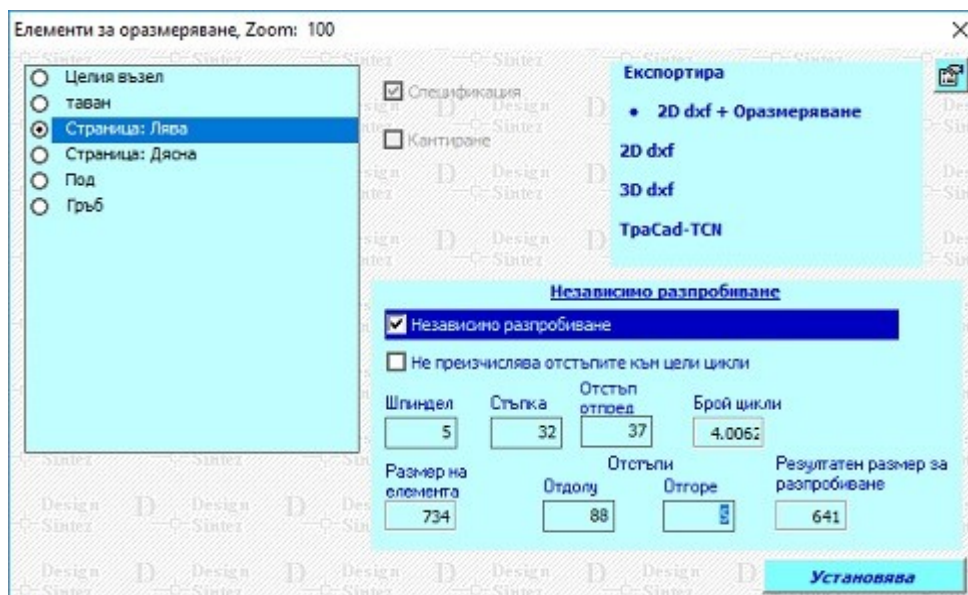 Елементи за оразмеряване, Zoom: 100
Целия възел
таван
Страница: Лява
Страница: Дясна
Под
Гръб
Спецификация
Кантиране
Експортира
• 2D dxf + Оразмеряване
2D dxf
3D dxf
TpaCad-TCN
Независимо разпробиване
Независимо разпробиване
Не преизчислява отстъпите към цели цикли
Шпиндел Стъпка Отстъп отпред Брой цикли
5 32 37 4.0062
Размер на елемента Отстъпи Отдолу Отгоре Резултатен размер за разпробиване
734 88 5 641
Установява
Design Sintez